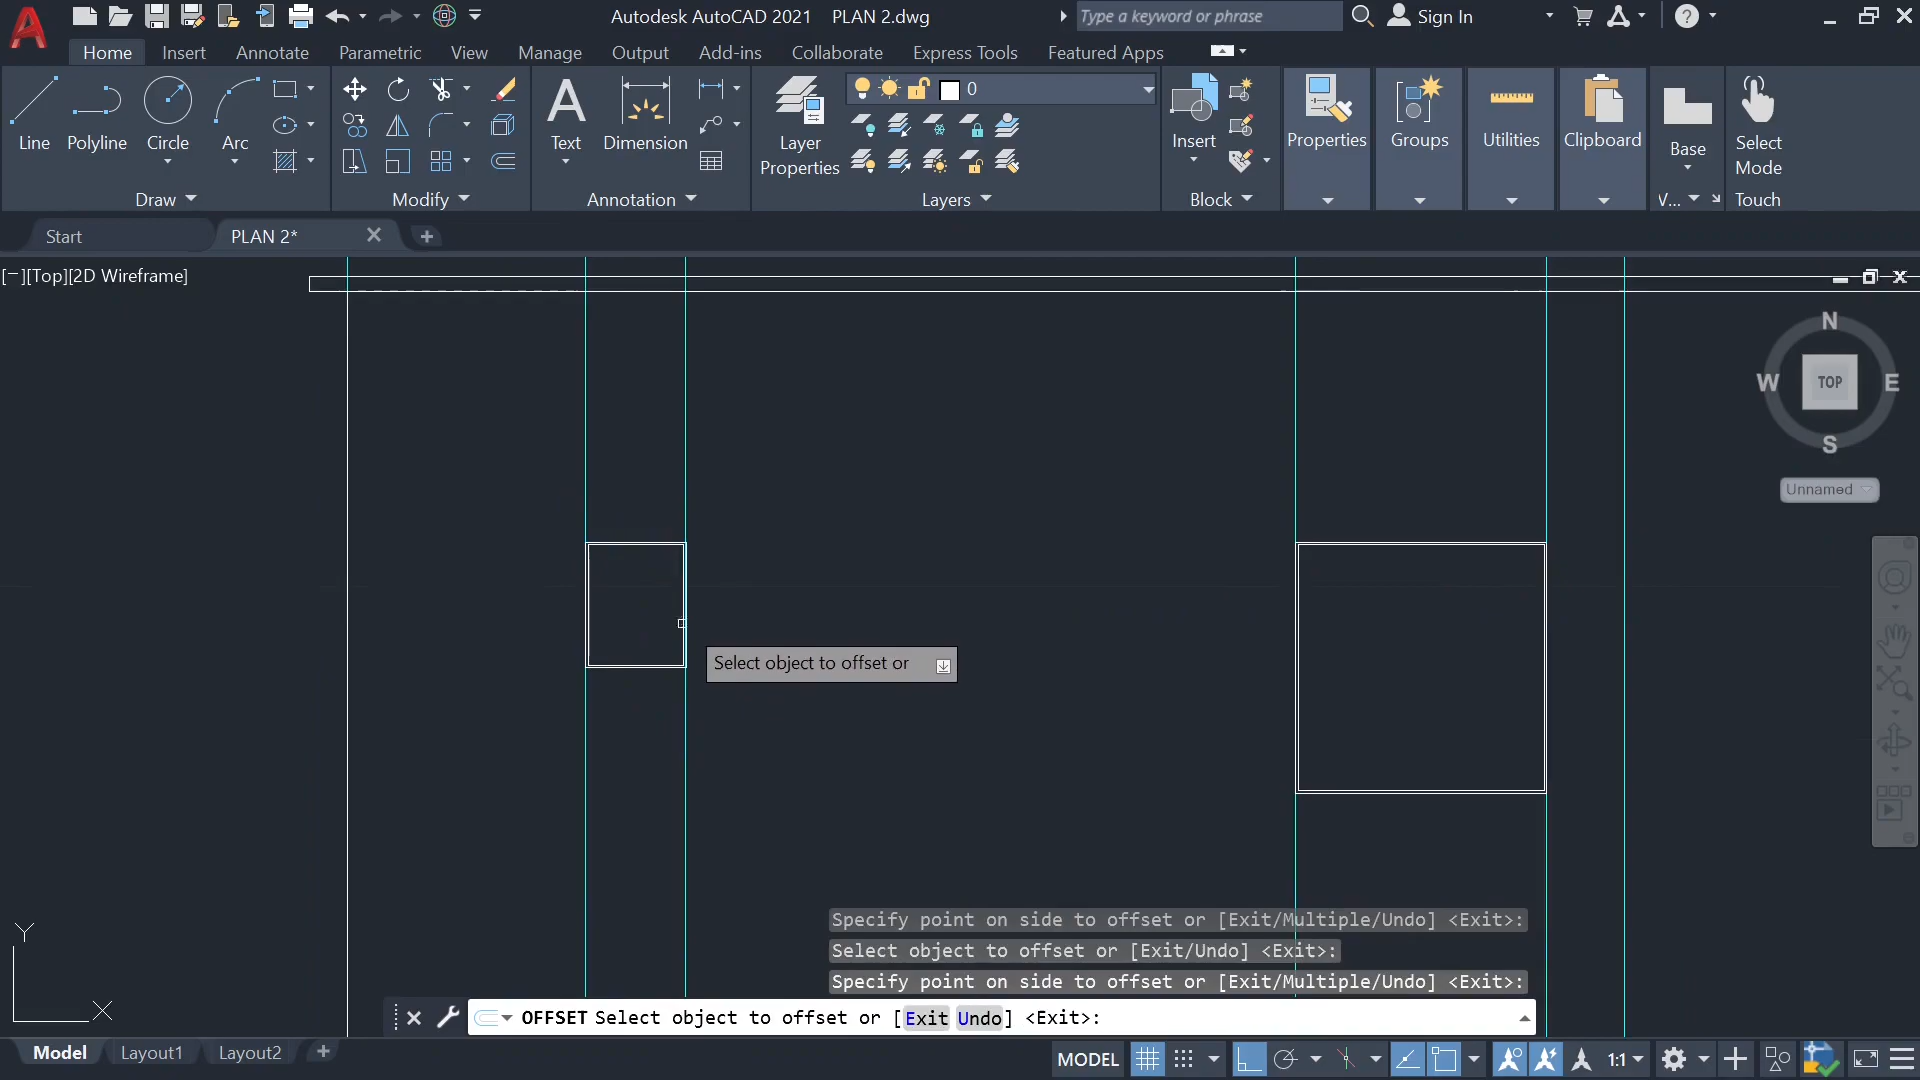 Autodesk AutoCAD 2021 PLAN 2.dwg
Type a keyword or phrase
Sign In
Home Insert Annotate Parametric View Manage Output Add-ins Collaborate Express Tools Featured Apps
Line Polyline Circle Arc
Draw
Modify
Text Dimension
Annotation
Layer Properties
0
Layers
Insert
Block
Properties
Groups
Utilities
Clipboard
Base
V...
Select Mode
Touch
Start
PLAN 2*
[−][Top][2D Wireframe]
N
W TOP E
S
Unnamed
Select object to offset or
Specify point on side to offset or [Exit/Multiple/Undo] <Exit>:
Select object to offset or [Exit/Undo] <Exit>:
Specify point on side to offset or [Exit/Multiple/Undo] <Exit>:
OFFSET Select object to offset or [Exit Undo] <Exit>:
Y
X
Model Layout1 Layout2
MODEL
1:1